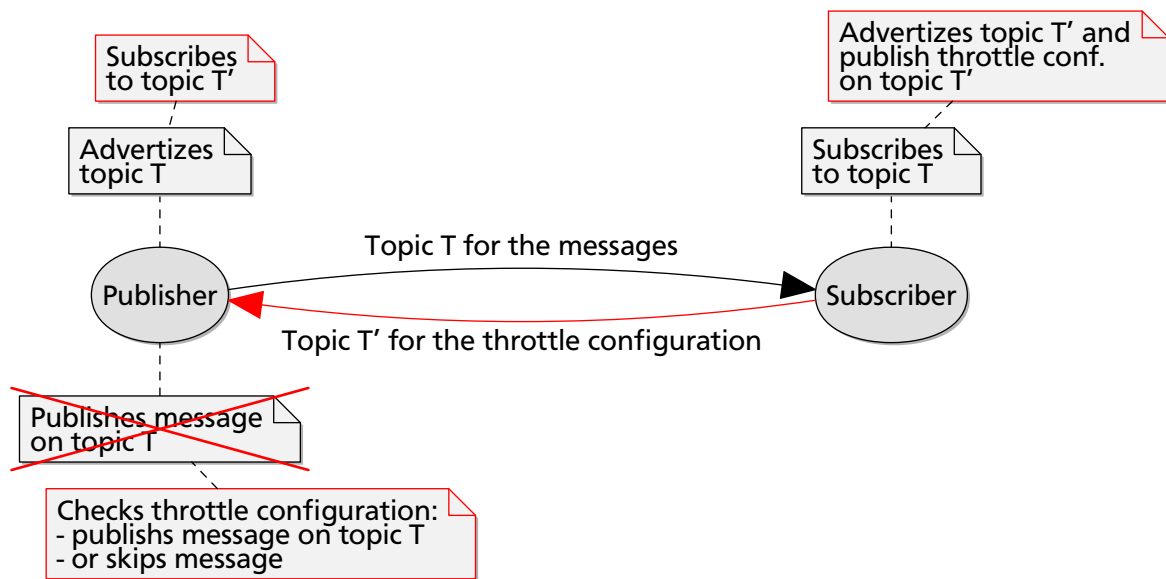 Subscribes
to topic T’
Advertizes topic T’ and
publish throttle conf.
on topic T’
Advertizes
topic T
Subscribes
to topic T
Topic T for the messages
Publisher
Subscriber
Topic T’ for the throttle configuration
Publishes message
on topic T
Checks throttle configuration:
- publishs message on topic T
- or skips message